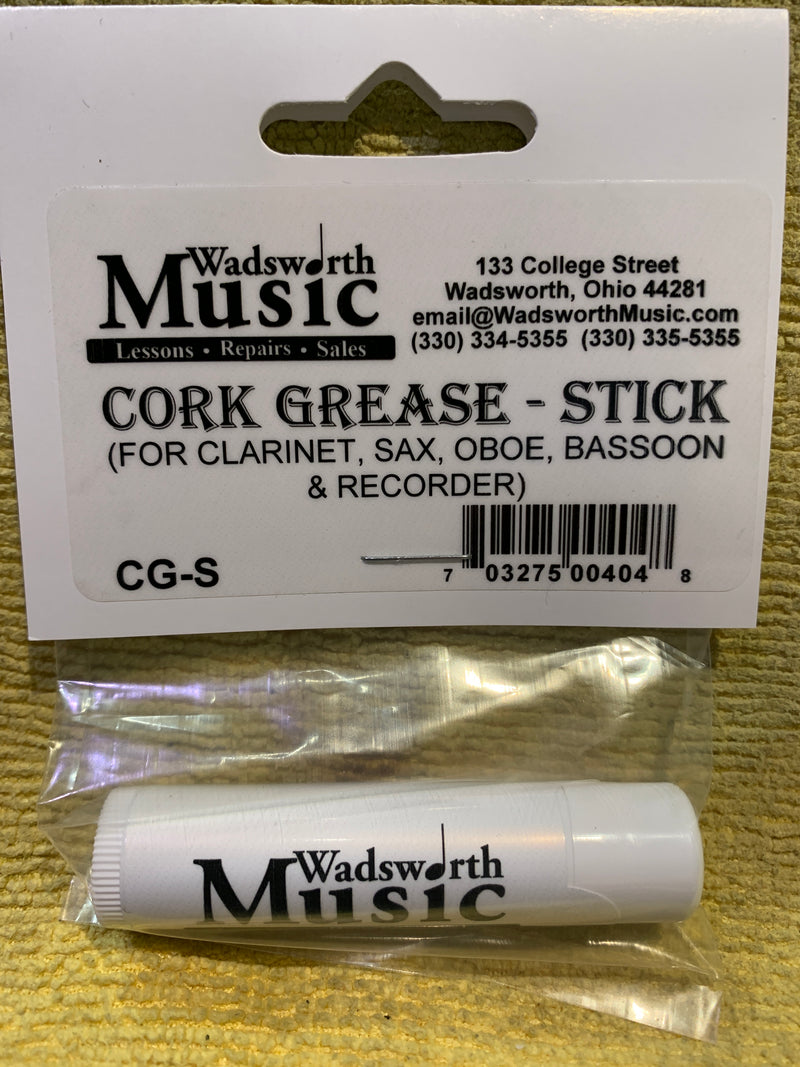 Wadsworth
Music
Lessons • Repairs • Sales
133 College Street
Wadsworth, Ohio 44281
email@WadsworthMusic.com
(330) 334-5355 (330) 335-5355
CORK GREASE - STICK
(FOR CLARINET, SAX, OBOE, BASSOON
& RECORDER)
CG-S
7 03275 00404 8
Wadsworth
Music